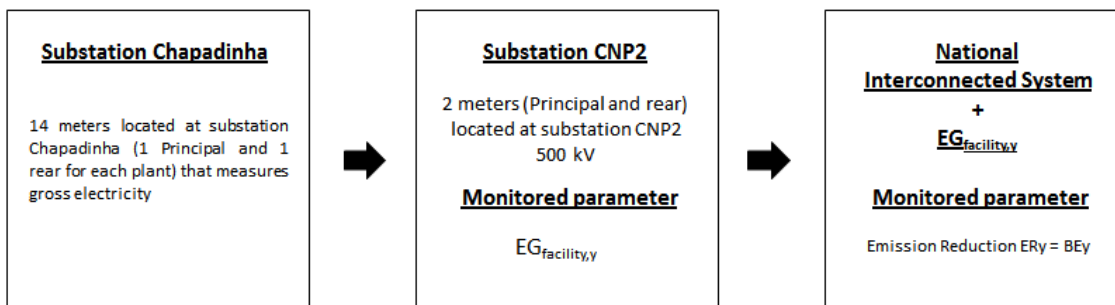 Substation Chapadinha
14 meters located at substation
Chapadinha (1 Principal and 1
rear for each plant) that measures
gross electricity
Substation CNP2
2 meters (Principal and rear)
located at substation CNP2
500 kV
Monitored parameter
EGfacility,y
National
Interconnected System
+
EGfacility,y
Monitored parameter
Emission Reduction ERy = BEy